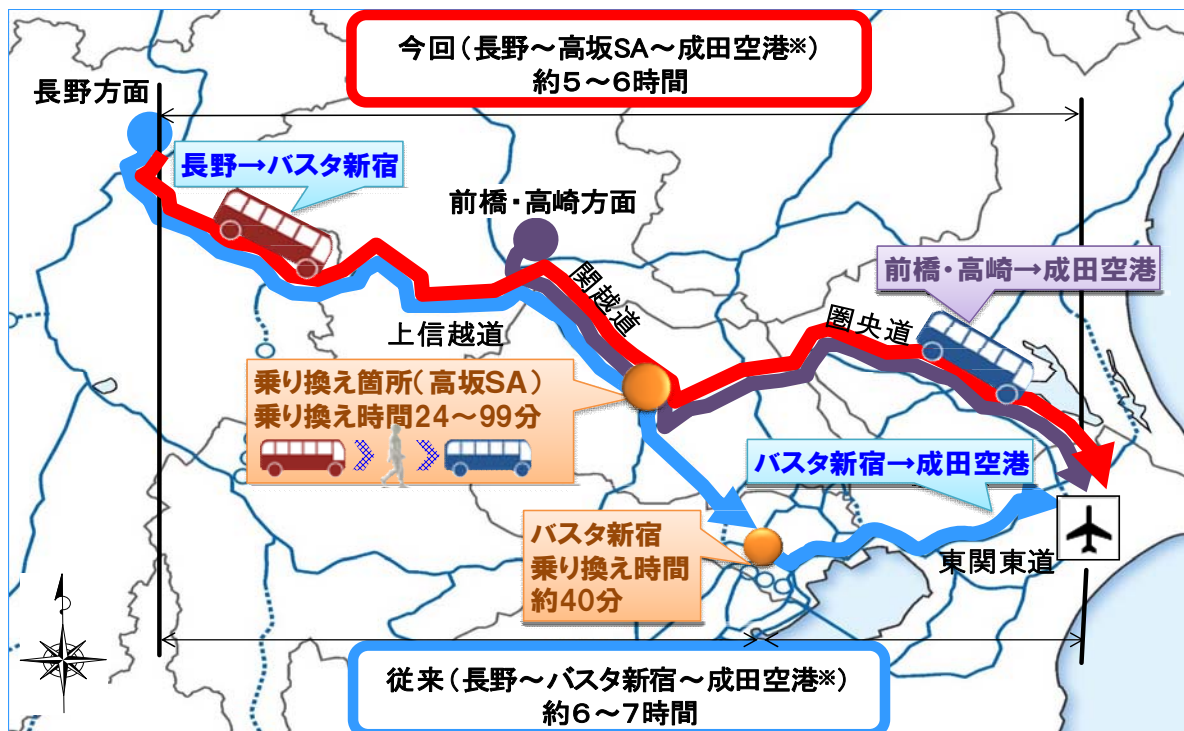 今回(長野～高坂SA～成田空港※)
約5～6時間
長野方面
長野→バスタ新宿
前橋・高崎方面
関越道
前橋・高崎→成田空港
圏央道
上信越道
乗り換え箇所(高坂SA)
乗り換え時間24～99分
バスタ新宿→成田空港
バスタ新宿
乗り換え時間
約40分
東関東道
従来(長野～バスタ新宿～成田空港※)
約6～7時間